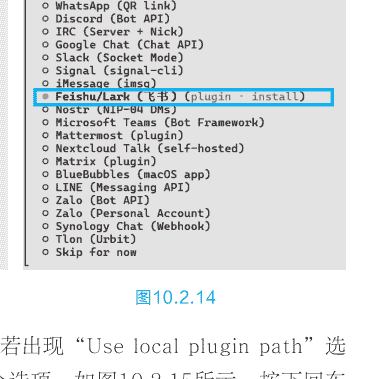 WhatsApp (QR link)
Discord (Bot API)
IRC (Server + Nick)
Google Chat (Chat API)
Slack (Socket Mode)
Signal (signal-cli)
iMessage (imsg)
Feishu/Lark (飞书) (plugin · install)
Nostr (NIP-04 DMs)
Microsoft Teams (Bot Framework)
Mattermost (plugin)
Nextcloud Talk (self-hosted)
Matrix (plugin)
BlueBubbles (macOS app)
LINE (Messaging API)
Zalo (Bot API)
Zalo (Personal Account)
Synology Chat (Webhook)
Tlon (Urbit)
Skip for now
图10.2.14
若出现“Use local plugin path”选
选项，如图10.2.15所示，按下回车